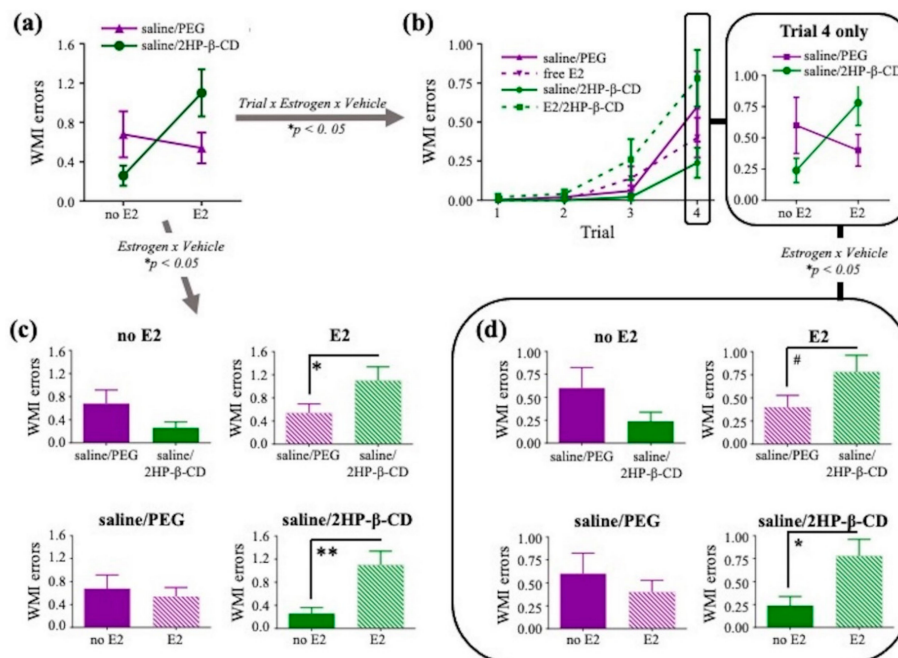 (a)
saline/PEG
saline/2HP-β-CD
WMI errors
1.6
1.2
0.8
0.4
0.0
no E2
E2
Trial x Estrogen x Vehicle
*p < 0. 05
Estrogen x Vehicle
*p < 0.05
(b)
WMI errors
1.00
0.75
0.50
0.25
0.00
saline/PEG
free E2
saline/2HP-β-CD
E2/2HP-β-CD
1
2
3
4
Trial
Trial 4 only
saline/PEG
saline/2HP-β-CD
WMI errors
1.00
0.75
0.50
0.25
0.00
no E2
E2
Estrogen x Vehicle
*p < 0.05
(c)
no E2
WMI errors
1.6
1.2
0.8
0.4
0.0
saline/PEG
saline/
2HP-β-CD
E2
WMI errors
1.6
1.2
0.8
0.4
0.0
*
saline/PEG
saline/
2HP-β-CD
saline/PEG
WMI errors
1.6
1.2
0.8
0.4
0.0
no E2
E2
saline/2HP-β-CD
WMI errors
1.6
1.2
0.8
0.4
0.0
**
no E2
E2
(d)
no E2
WMI errors
1.00
0.75
0.50
0.25
0.00
saline/PEG
saline/
2HP-β-CD
E2
WMI errors
1.00
0.75
0.50
0.25
0.00
#
saline/PEG
saline/
2HP-β-CD
saline/PEG
WMI errors
1.00
0.75
0.50
0.25
0.00
no E2
E2
saline/2HP-β-CD
WMI errors
1.00
0.75
0.50
0.25
0.00
*
no E2
E2